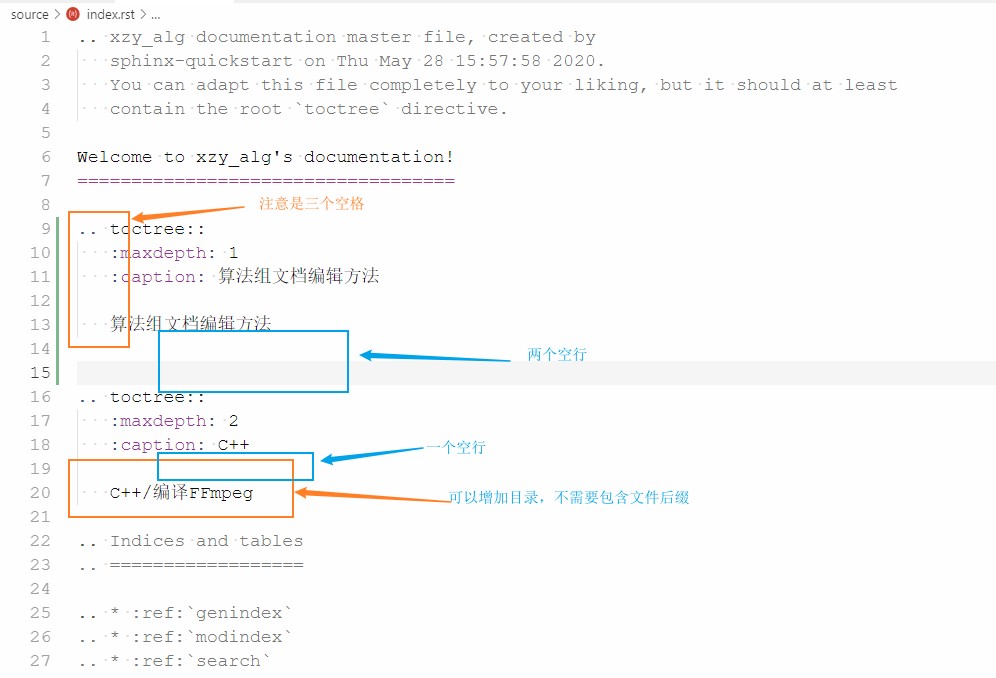 source > index.rst > ...
1 .. xzy_alg documentation master file, created by
2 sphinx-quickstart on Thu May 28 15:57:58 2020.
3 You can adapt this file completely to your liking, but it should at least
4 contain the root `toctree` directive.
5
6 Welcome to xzy_alg's documentation!
7 ===================================
8 注意是三个空格
9 .. toctree::
10 :maxdepth: 1
11 :caption: 算法组文档编辑方法
12
13 算法组文档编辑方法
14 两个空行
15
16 .. toctree::
17 :maxdepth: 2
18 :caption: C++ 一个空行
19
20 C++/编译FFmpeg 可以增加目录，不需要包含文件后缀
21
22 .. Indices and tables
23 .. ==================
24
25 .. * :ref:`genindex`
26 .. * :ref:`modindex`
27 .. * :ref:`search`